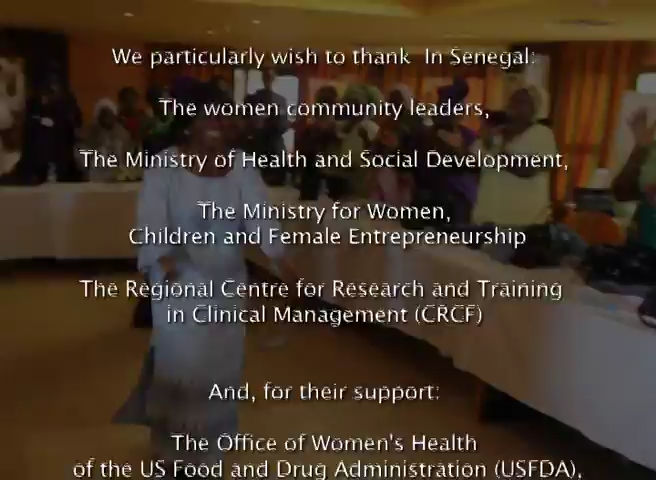 We particularly wish to thank In Senegal:
The women community leaders,
The Ministry of Health and Social Development,
The Ministry for Women,
Children and Female Entrepreneurship
The Regional Centre for Research and Training
in Clinical Management (CRCF)
And, for their support:
The Office of Women's Health
of the US Food and Drug Administration (USFDA),